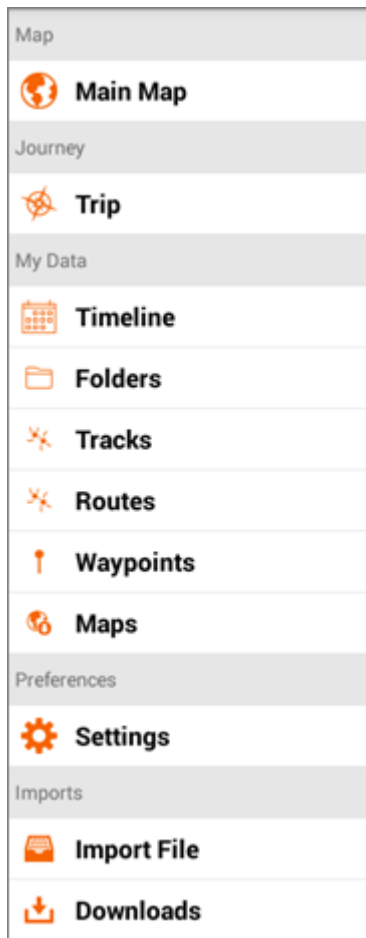 Map
Main Map
Journey
Trip
My Data
Timeline
Folders
Tracks
Routes
Waypoints
Maps
Preferences
Settings
Imports
Import File
Downloads